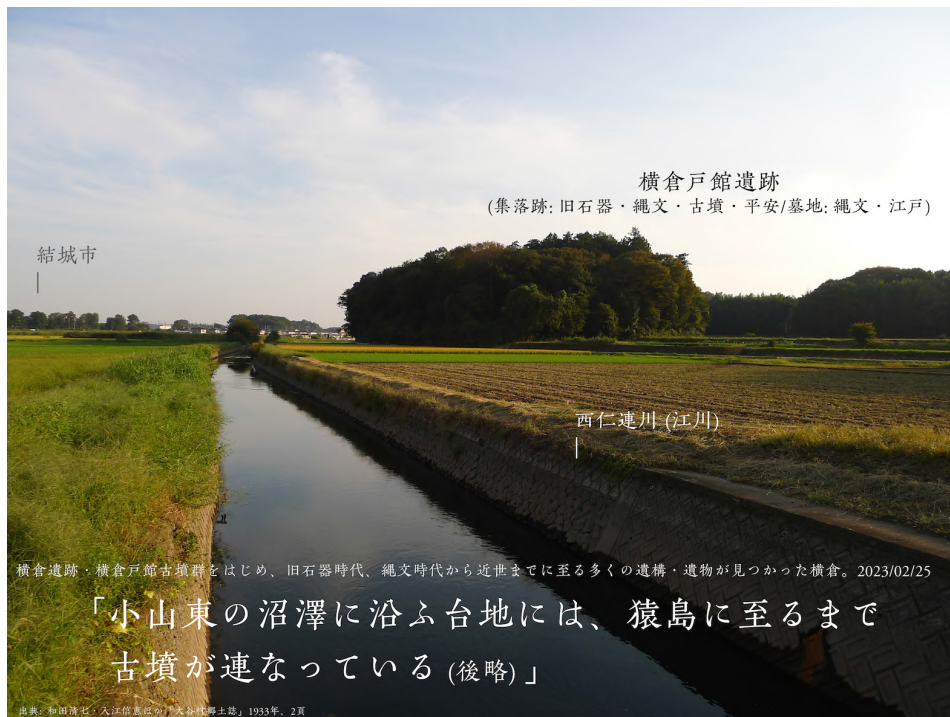 横倉戸館遺跡
(集落跡: 旧石器・縄文・古墳・平安/墓地: 縄文・江戸)
結城市
西仁連川 (江川)
横倉遺跡・横倉戸館古墳群をはじめ、旧石器時代、縄文時代から近世までに至る多くの遺構・遺物が見つかった横倉。2023/02/25
「小山東の沼澤に沿ふ台地には、猿島に至るまで
古墳が連なっている (後略) 」
出典: 和田清七・入江信恵ほか『大谷村郷土誌』1933年、2頁